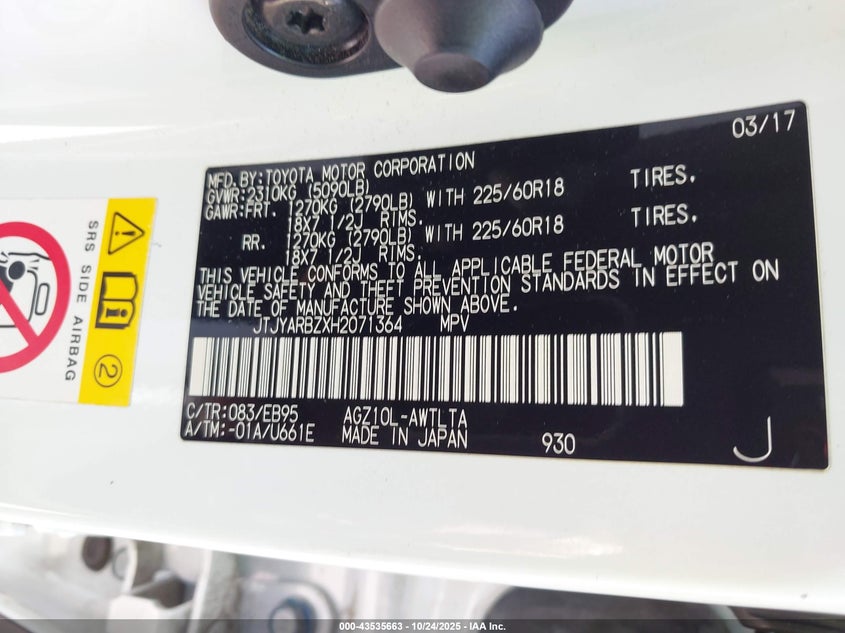 03/17
MFD.BY:TOYOTA MOTOR CORPORATION
GVWR:2310KG (5090LB)
GAWR:FRT. 1270KG (2790LB) WITH 225/60R18 TIRES.
18X7 1/2J RIMS.
RR. 1270KG (2790LB) WITH 225/60R18 TIRES.
18X7 1/2J RIMS.
THIS VEHICLE CONFORMS TO ALL APPLICABLE FEDERAL MOTOR
VEHICLE SAFETY AND THEFT PREVENTION STANDARDS IN EFFECT ON
THE DATE OF MANUFACTURE SHOWN ABOVE.
JTJYARBZXH2071364 MPV
C/TR:083/EB95 AGZ10L-AWTLTA
A/TM:-01A/U661E MADE IN JAPAN 930 J
SRS SIDE AIRBAG
2
000-43535663 - 10/24/2025 - IAA Inc.